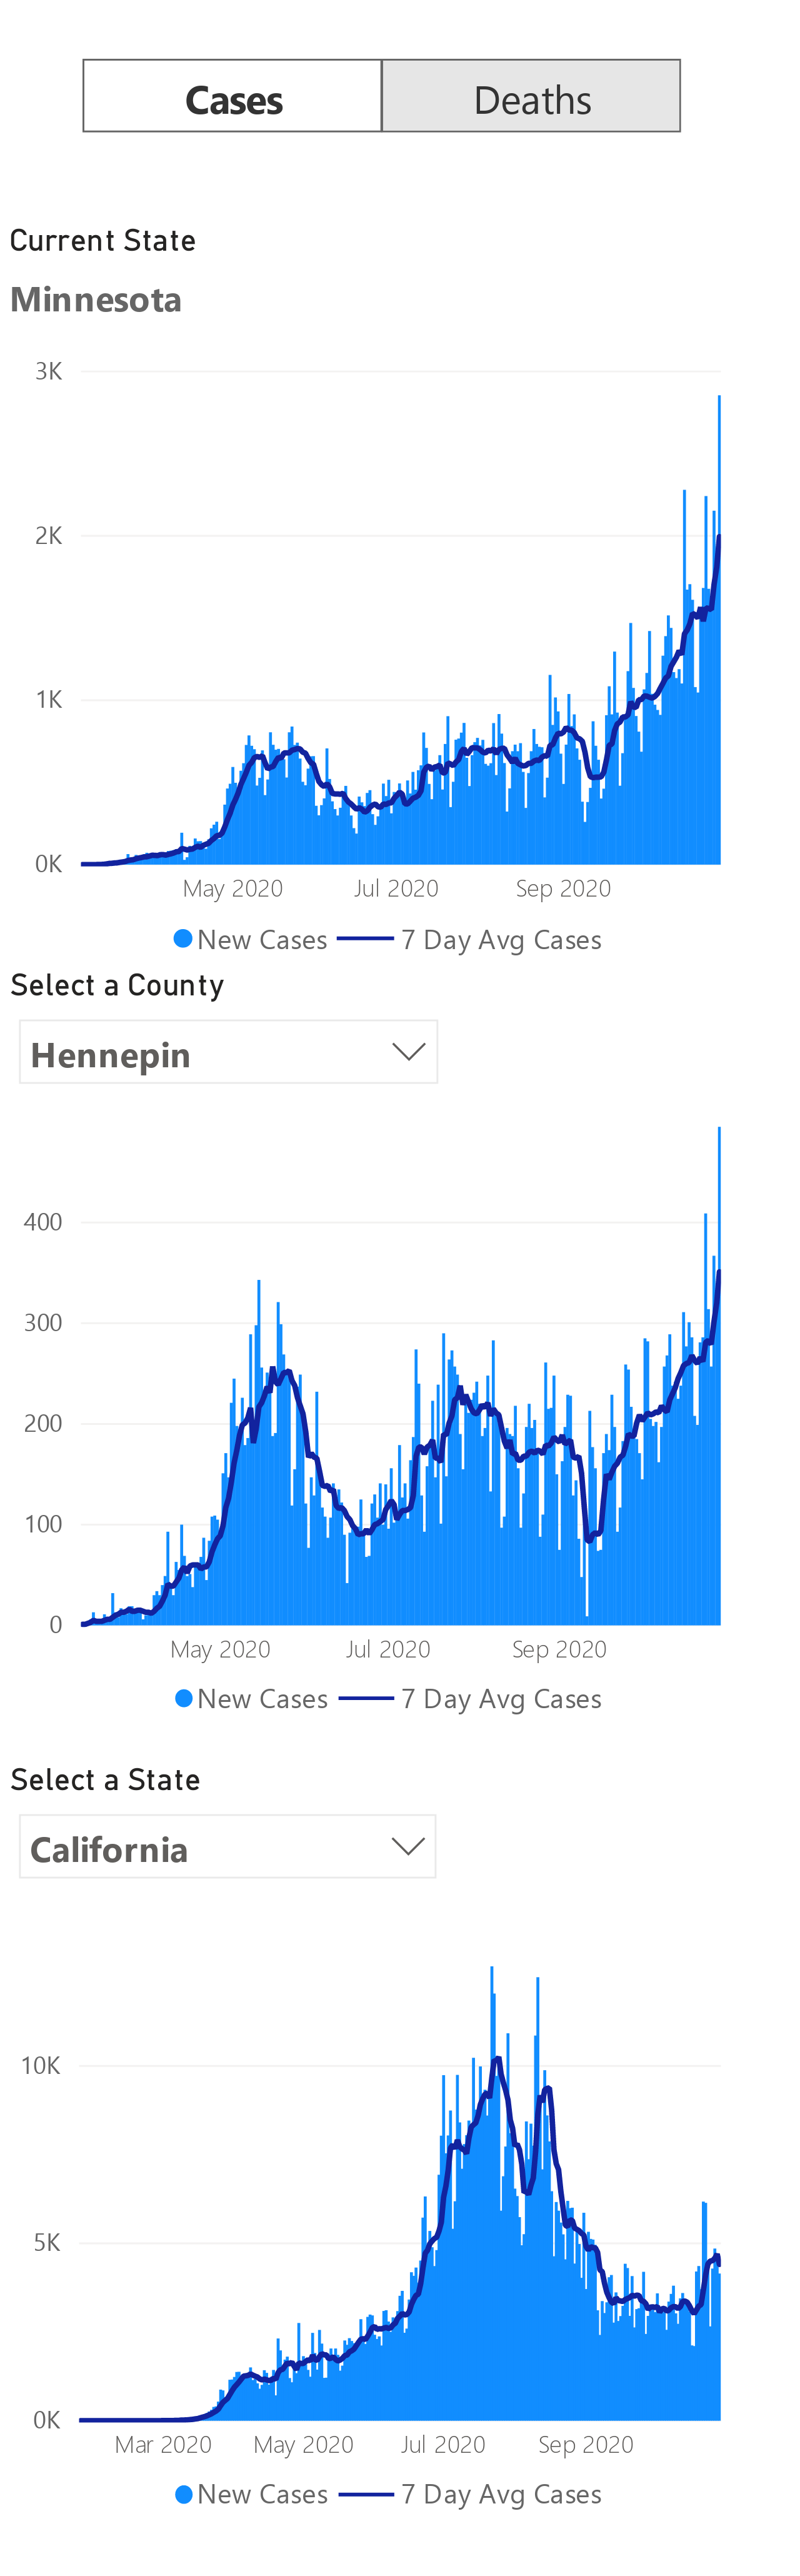 Cases Deaths
Current State
Minnesota
3K
2K
1K
0K
May 2020 Jul 2020 Sep 2020
New Cases 7 Day Avg Cases
Select a County
Hennepin
400
300
200
100
0
May 2020 Jul 2020 Sep 2020
New Cases 7 Day Avg Cases
Select a State
California
10K
5K
0K
Mar 2020 May 2020 Jul 2020 Sep 2020
New Cases 7 Day Avg Cases